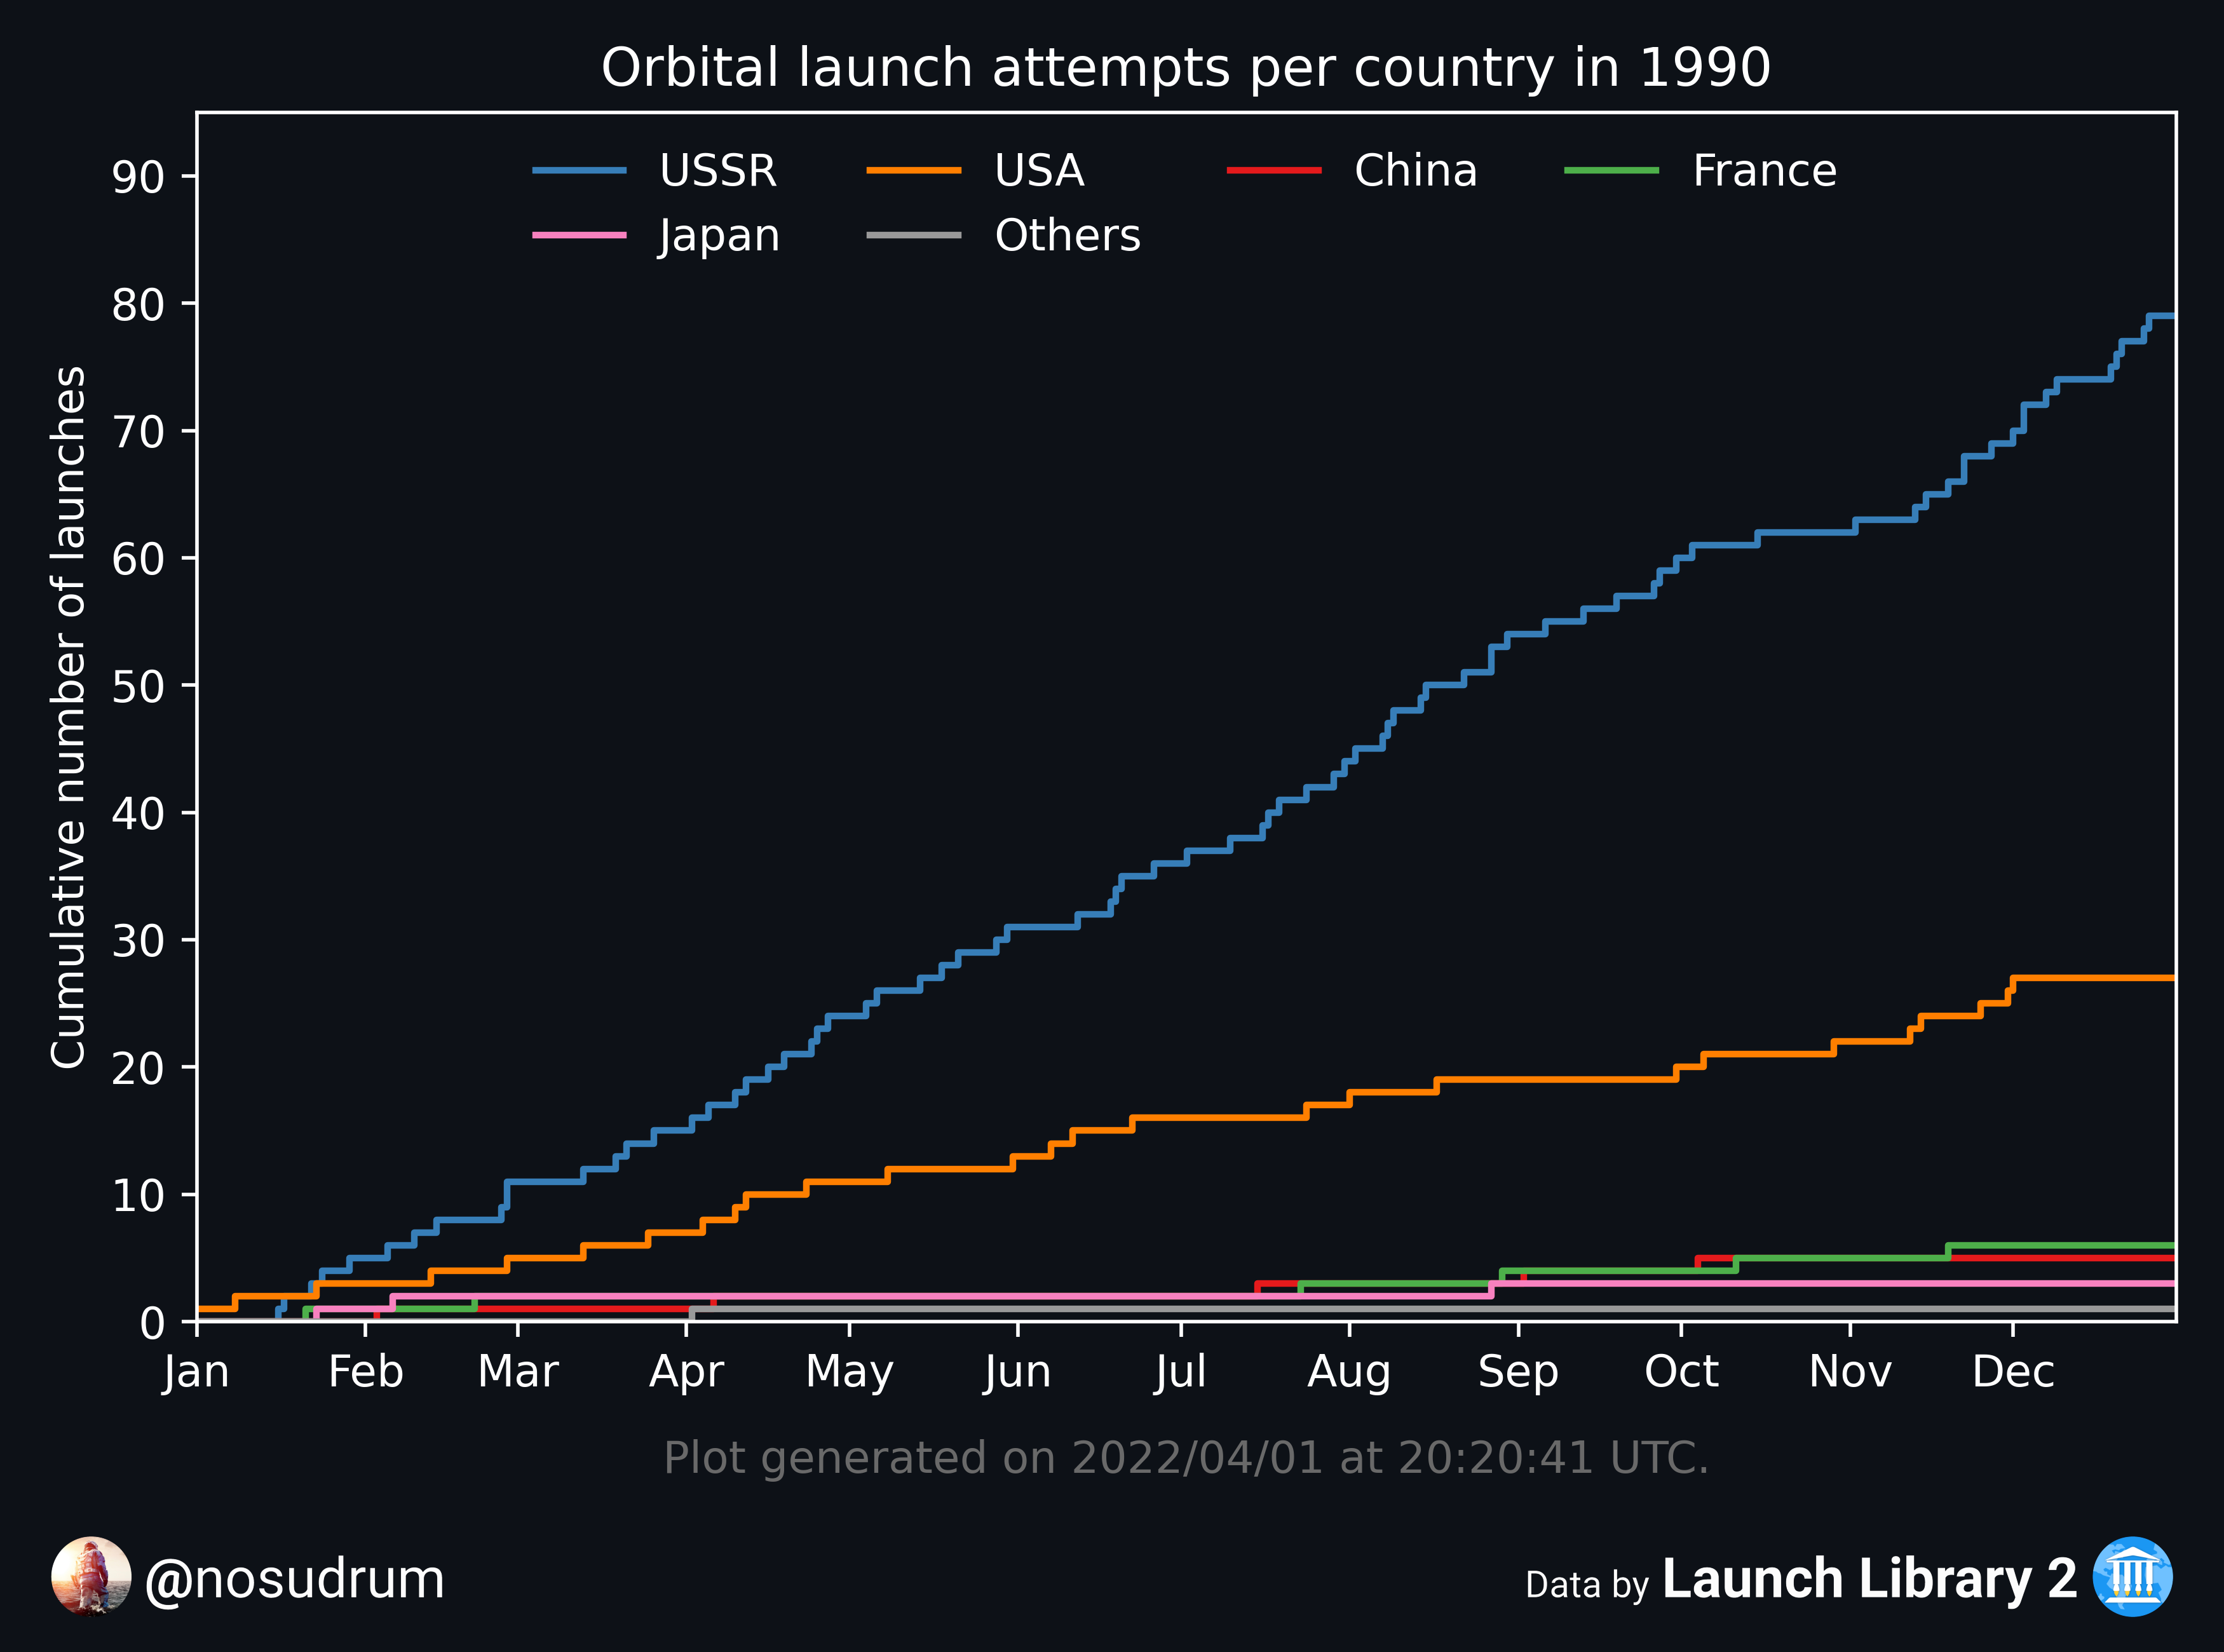 Orbital launch attempts per country in 1990
USSR USA China France
Japan Others
Cumulative number of launches
90
80
70
60
50
40
30
20
10
0
Jan Feb Mar Apr May Jun Jul Aug Sep Oct Nov Dec
Plot generated on 2022/04/01 at 20:20:41 UTC.
@nosudrum
Data by Launch Library 2